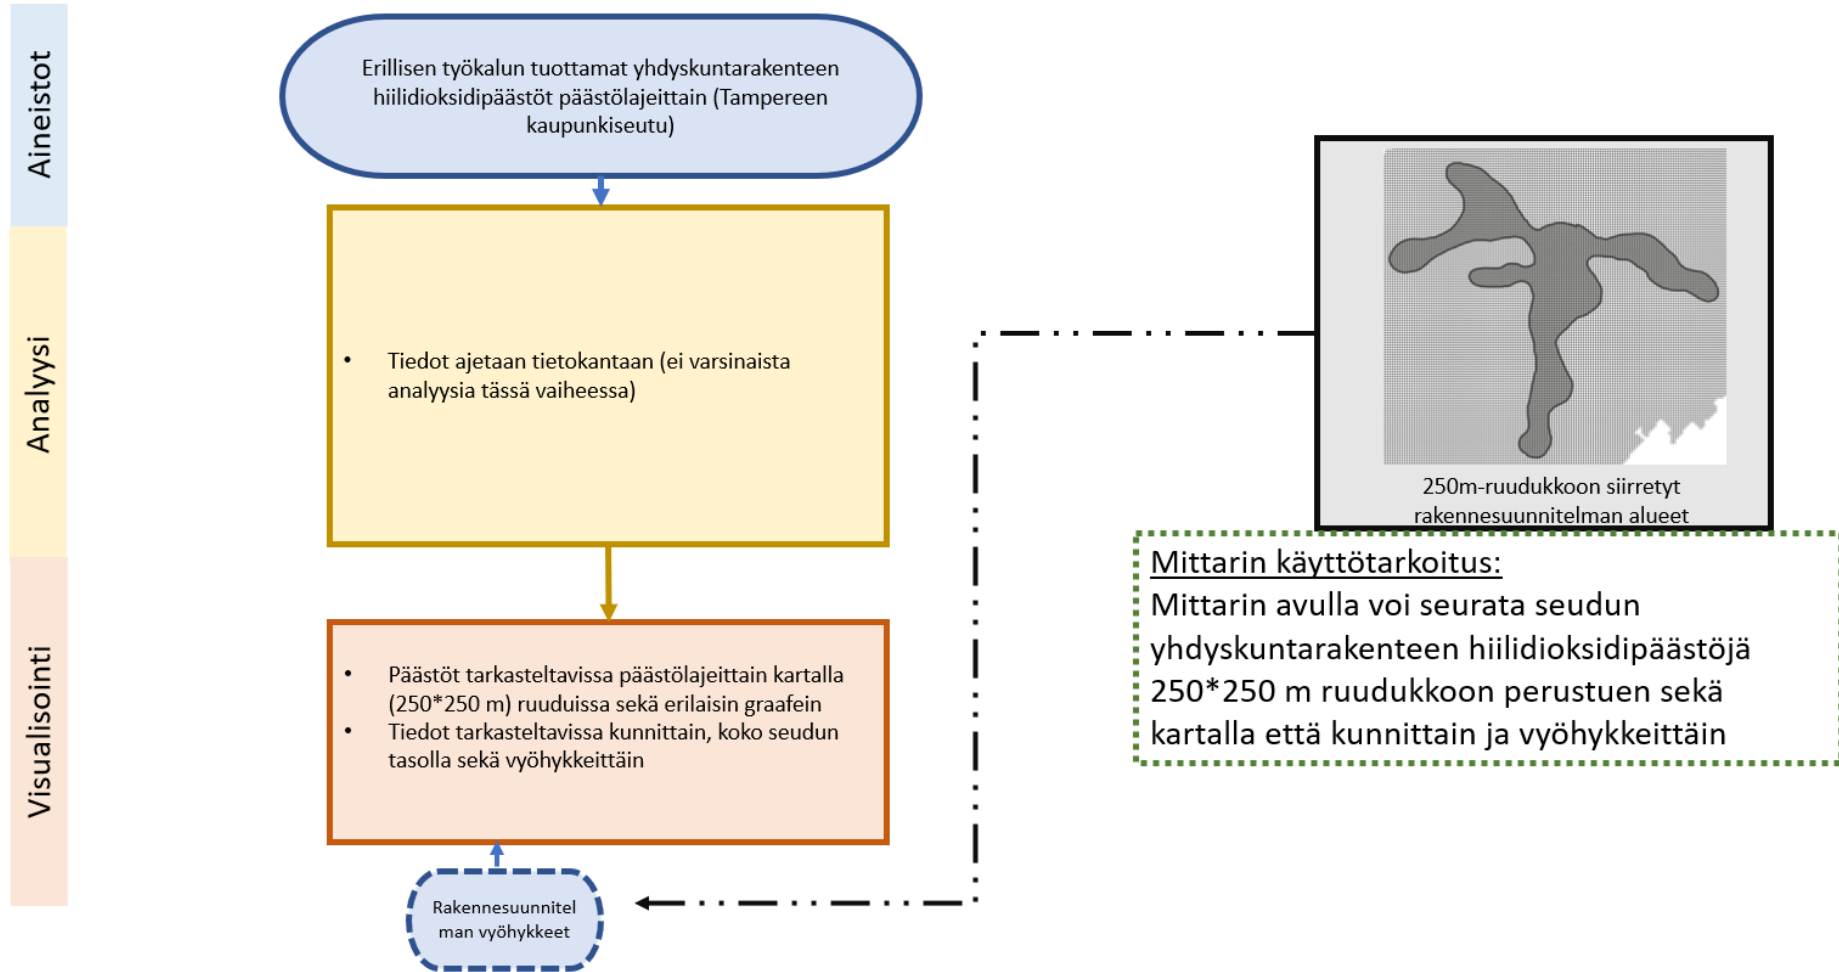 Aineistot
Erillisen työkalun tuottamat yhdyskuntarakenteen
hiilidioksidipäästöt päästölajeittain (Tampereen
kaupunkiseutu)
Analyysi
• Tiedot ajetaan tietokantaan (ei varsinaista
analyysia tässä vaiheessa)
Visualisointi
• Päästöt tarkasteltavissa päästölajeittain kartalla
(250*250 m) ruuduissa sekä erilaisin graafein
• Tiedot tarkasteltavissa kunnittain, koko seudun
tasolla sekä vyöhykkeittäin
Rakennesuunnitel
man vyöhykkeet
250m-ruudukkoon siirretyt
rakennesuunnitelman alueet
Mittarin käyttötarkoitus:
Mittarin avulla voi seurata seudun
yhdyskuntarakenteen hiilidioksidipäästöjä
250*250 m ruudukkoon perustuen sekä
kartalla että kunnittain ja vyöhykkeittäin